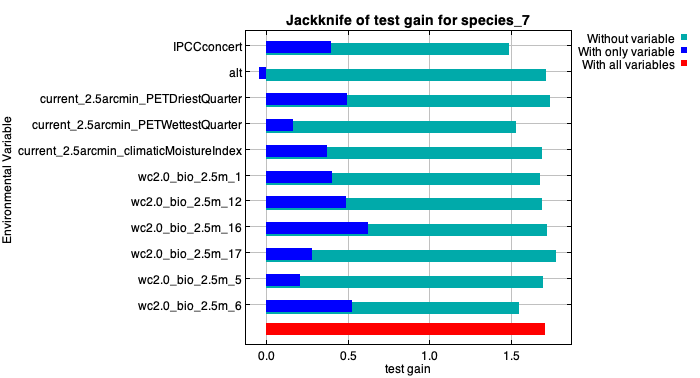 Jackknife of test gain for species_7
Without variable
With only variable
With all variables
Environmental Variable
IPCCconcert
alt
current_2.5arcmin_PETDriestQuarter
current_2.5arcmin_PETWettestQuarter
current_2.5arcmin_climaticMoistureIndex
wc2.0_bio_2.5m_1
wc2.0_bio_2.5m_12
wc2.0_bio_2.5m_16
wc2.0_bio_2.5m_17
wc2.0_bio_2.5m_5
wc2.0_bio_2.5m_6
0.0 0.5 1.0 1.5
test gain